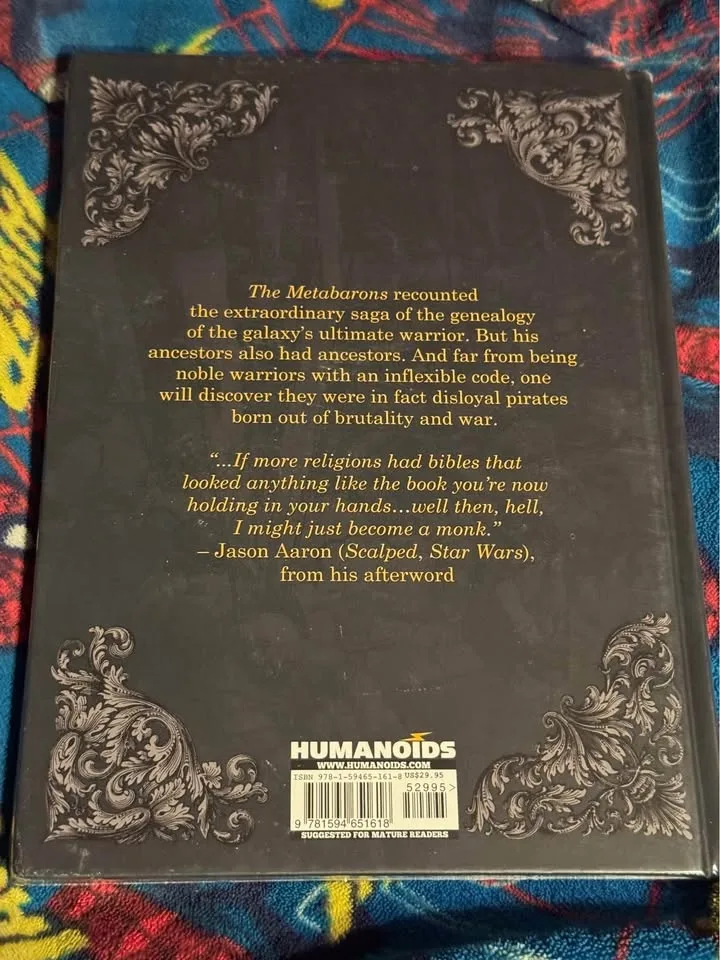 The Metabarons recounted
the extraordinary saga of the genealogy
of the galaxy's ultimate warrior. But his
ancestors also had ancestors. And far from being
noble warriors with an inflexible code, one
will discover they were in fact disloyal pirates
born out of brutality and war.
“...If more religions had bibles that
looked anything like the book you're now
holding in your hands...well then, hell,
I might just become a monk.”
– Jason Aaron (Scalped, Star Wars),
from his afterword
HUMANOIDS
WWW.HUMANOIDS.COM
ISBN 978-1-59465-161-8 US$29.95
52995>
9 781594 651618
SUGGESTED FOR MATURE READERS